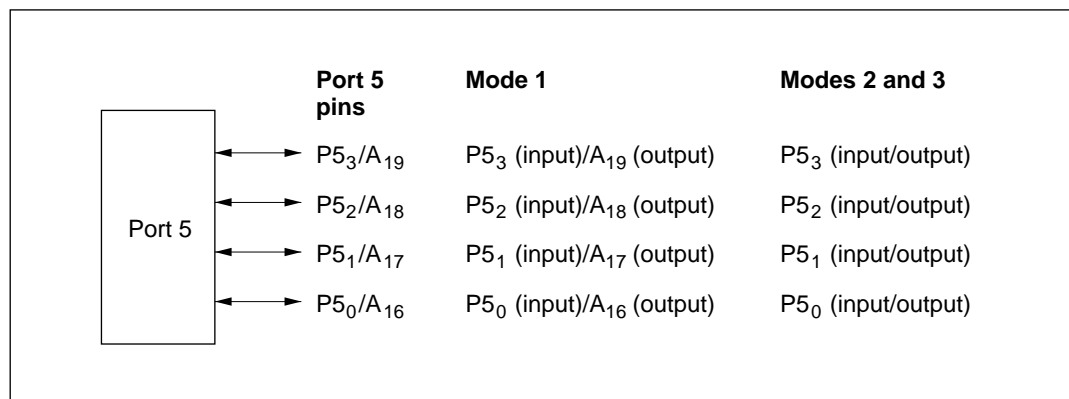 Port 5 pins Mode 1 Modes 2 and 3
P5₃/A₁₉ P5₃ (input)/A₁₉ (output) P5₃ (input/output)
P5₂/A₁₈ P5₂ (input)/A₁₈ (output) P5₂ (input/output)
Port 5
P5₁/A₁₇ P5₁ (input)/A₁₇ (output) P5₁ (input/output)
P5₀/A₁₆ P5₀ (input)/A₁₆ (output) P5₀ (input/output)